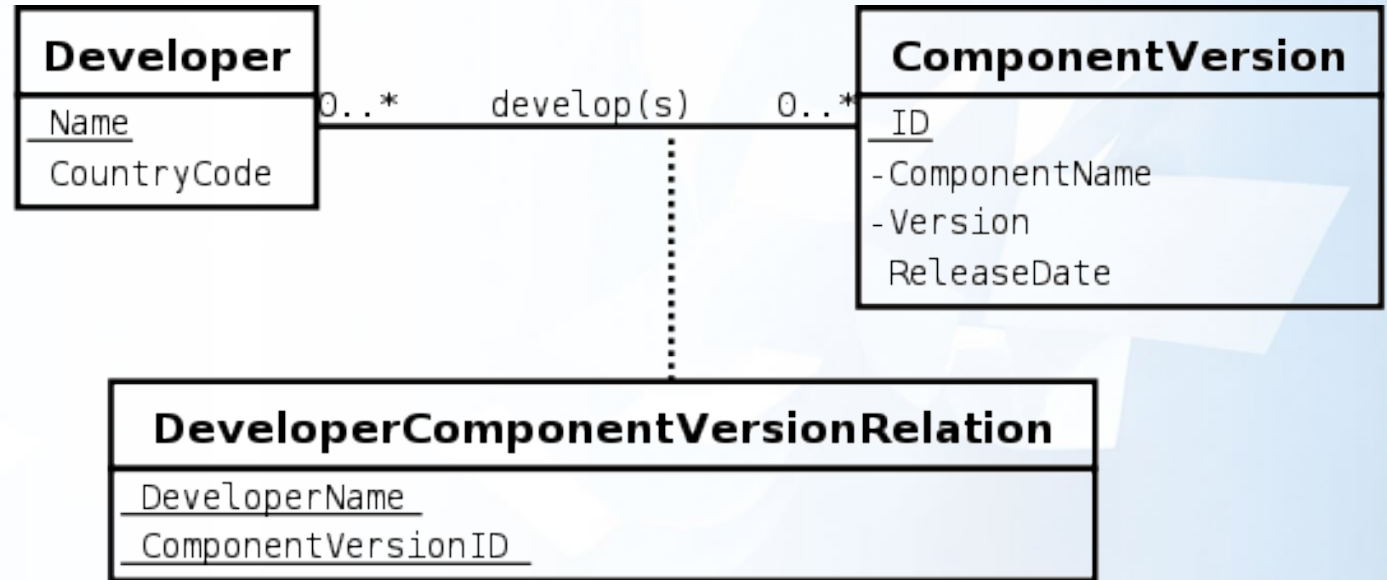 Developer
Name
CountryCode
0..* develop(s) 0..*
ComponentVersion
ID
-ComponentName
-Version
ReleaseDate
DeveloperComponentVersionRelation
DeveloperName
ComponentVersionID